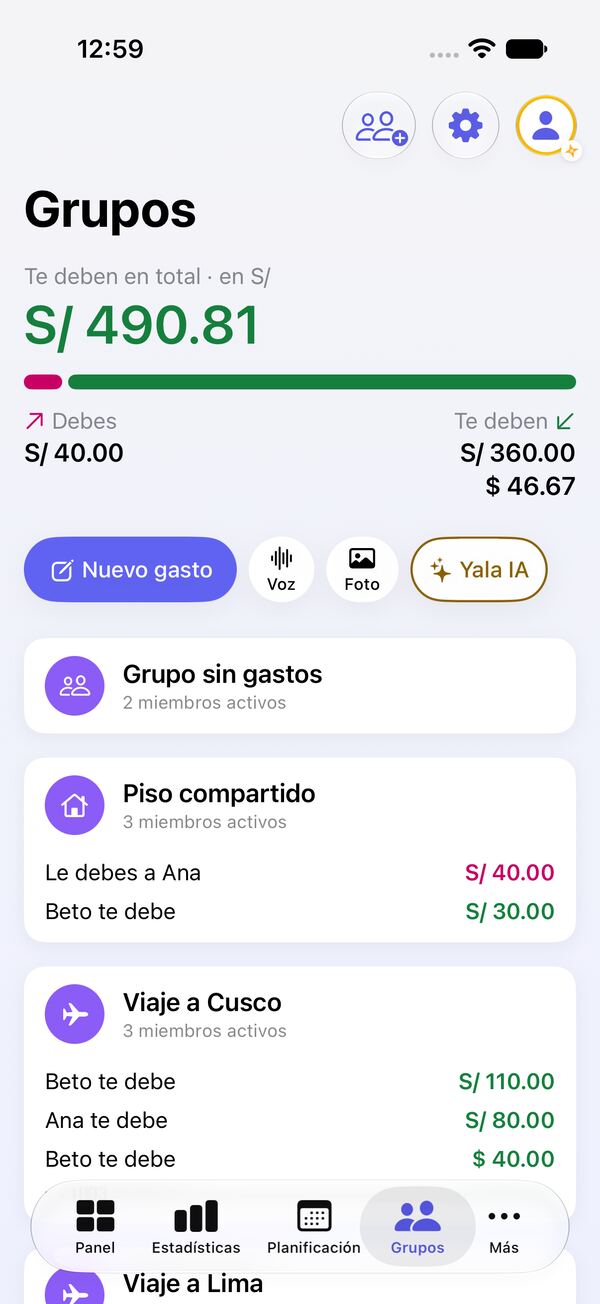 12:59
Grupos
Te deben en total · en S/
S/ 490.81
Debes
Te deben
S/ 40.00
S/ 360.00
$ 46.67
Nuevo gasto
Voz
Foto
Yala IA
Grupo sin gastos
2 miembros activos
Piso compartido
3 miembros activos
Le debes a Ana
S/ 40.00
Beto te debe
S/ 30.00
Viaje a Cusco
3 miembros activos
Beto te debe
S/ 110.00
Ana te debe
S/ 80.00
Beto te debe
$ 40.00
Panel
Estadísticas
Planificación
Grupos
Más
Viaje a Lima